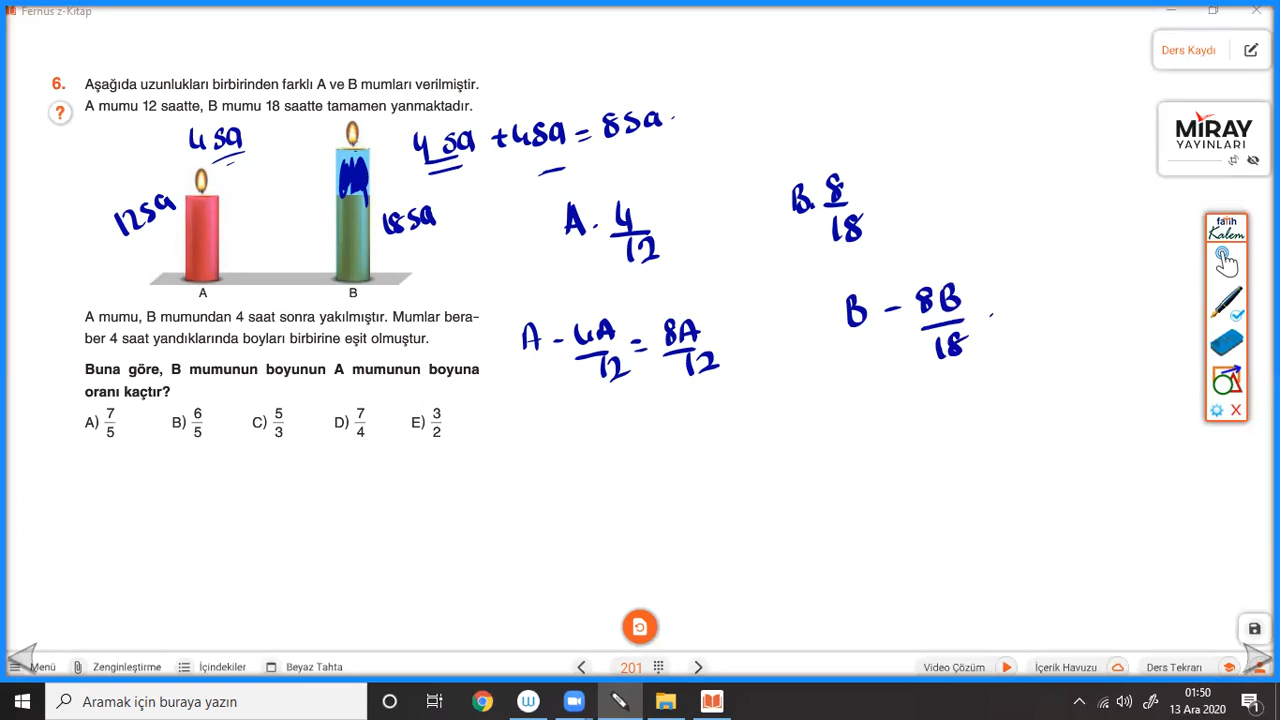 Fernus z-Kitap
Ders Kaydı
6. Aşağıda uzunlukları birbirinden farklı A ve B mumları verilmiştir.
? A mumu 12 saatte, B mumu 18 saatte tamamen yanmaktadır.
MİRAY
YAYINLARI
4sa
4 sa + 4sa = 8sa.
12sa
18sa
A. 4/12
B. 8/18
fatih
Kalem
A B
A mumu, B mumundan 4 saat sonra yakılmıştır. Mumlar bera-
ber 4 saat yandıklarında boyları birbirine eşit olmuştur.
A - 4A/12 = 8A/12
B - 8B/18
Buna göre, B mumunun boyunun A mumunun boyuna
oranı kaçtır?
A) 7/5 B) 6/5 C) 5/3 D) 7/4 E) 3/2
Menü Zenginleştirme İçindekiler Beyaz Tahta 201 Video Çözüm İçerik Havuzu Ders Tekrarı
Aramak için buraya yazın
01:50
13 Ara 2020
1